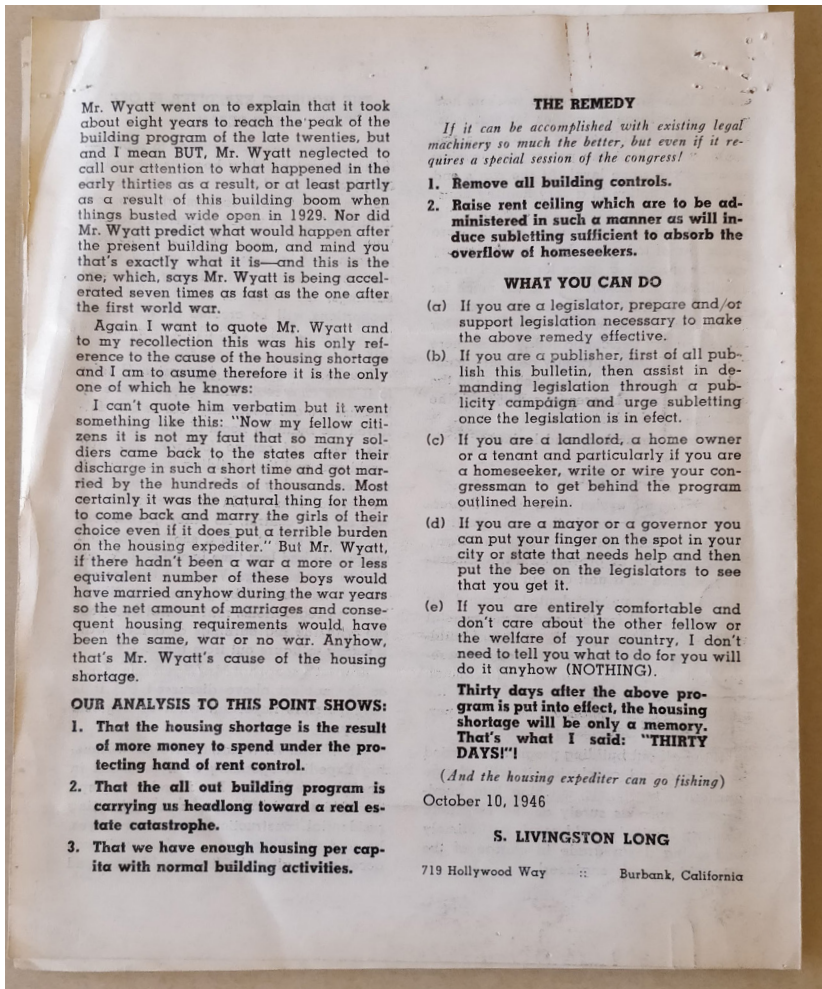 Mr. Wyatt went on to explain that it took
about eight years to reach the peak of the
building program of the late twenties, but
and I mean BUT, Mr. Wyatt neglected to
call our attention to what happened in the
early thirties as a result, or at least partly
as a result of this building boom when
things busted wide open in 1929. Nor did
Mr. Wyatt predict what would happen after
the present building boom, and mind you
that's exactly what it is—and this is the
one, which, says Mr. Wyatt is being accel-
erated seven times as fast as the one after
the first world war.
Again I want to quote Mr. Wyatt and
to my recollection this was his only ref-
erence to the cause of the housing shortage
and I am to asume therefore it is the only
one of which he knows:
I can't quote him verbatim but it went
something like this: "Now my fellow citi-
zens it is not my faut that so many sol-
diers came back to the states after their
discharge in such a short time and got mar-
ried by the hundreds of thousands. Most
certainly it was the natural thing for them
to come back and marry the girls of their
choice even if it does put a terrible burden
on the housing expediter." But Mr. Wyatt,
if there hadn't been a war a more or less
equivalent number of these boys would
have married anyhow during the war years
so the net amount of marriages and conse-
quent housing requirements would have
been the same, war or no war. Anyhow,
that's Mr. Wyatt's cause of the housing
shortage.
OUR ANALYSIS TO THIS POINT SHOWS:
1. That the housing shortage is the result
of more money to spend under the pro-
tecting hand of rent control.
2. That the all out building program is
carrying us headlong toward a real es-
tate catastrophe.
3. That we have enough housing per cap-
ita with normal building activities.
THE REMEDY
If it can be accomplished with existing legal
machinery so much the better, but even if it re-
quires a special session of the congress!
1. Remove all building controls.
2. Raise rent ceiling which are to be ad-
ministered in such a manner as will in-
duce subletting sufficient to absorb the
overflow of homeseekers.
WHAT YOU CAN DO
(a) If you are a legislator, prepare and/or
support legislation necessary to make
the above remedy effective.
(b) If you are a publisher, first of all pub-
lish this bulletin, then assist in de-
manding legislation through a pub-
licity campaign and urge subletting
once the legislation is in efect.
(c) If you are a landlord, a home owner
or a tenant and particularly if you are
a homeseeker, write or wire your con-
gressman to get behind the program
outlined herein.
(d) If you are a mayor or a governor you
can put your finger on the spot in your
city or state that needs help and then
put the bee on the legislators to see
that you get it.
(e) If you are entirely comfortable and
don't care about the other fellow or
the welfare of your country, I don't
need to tell you what to do for you will
do it anyhow (NOTHING).
Thirty days after the above pro-
gram is put into effect, the housing
shortage will be only a memory.
That's what I said: "THIRTY
DAYS!"!
(And the housing expediter can go fishing)
October 10, 1946
S. LIVINGSTON LONG
719 Hollywood Way :: Burbank, California